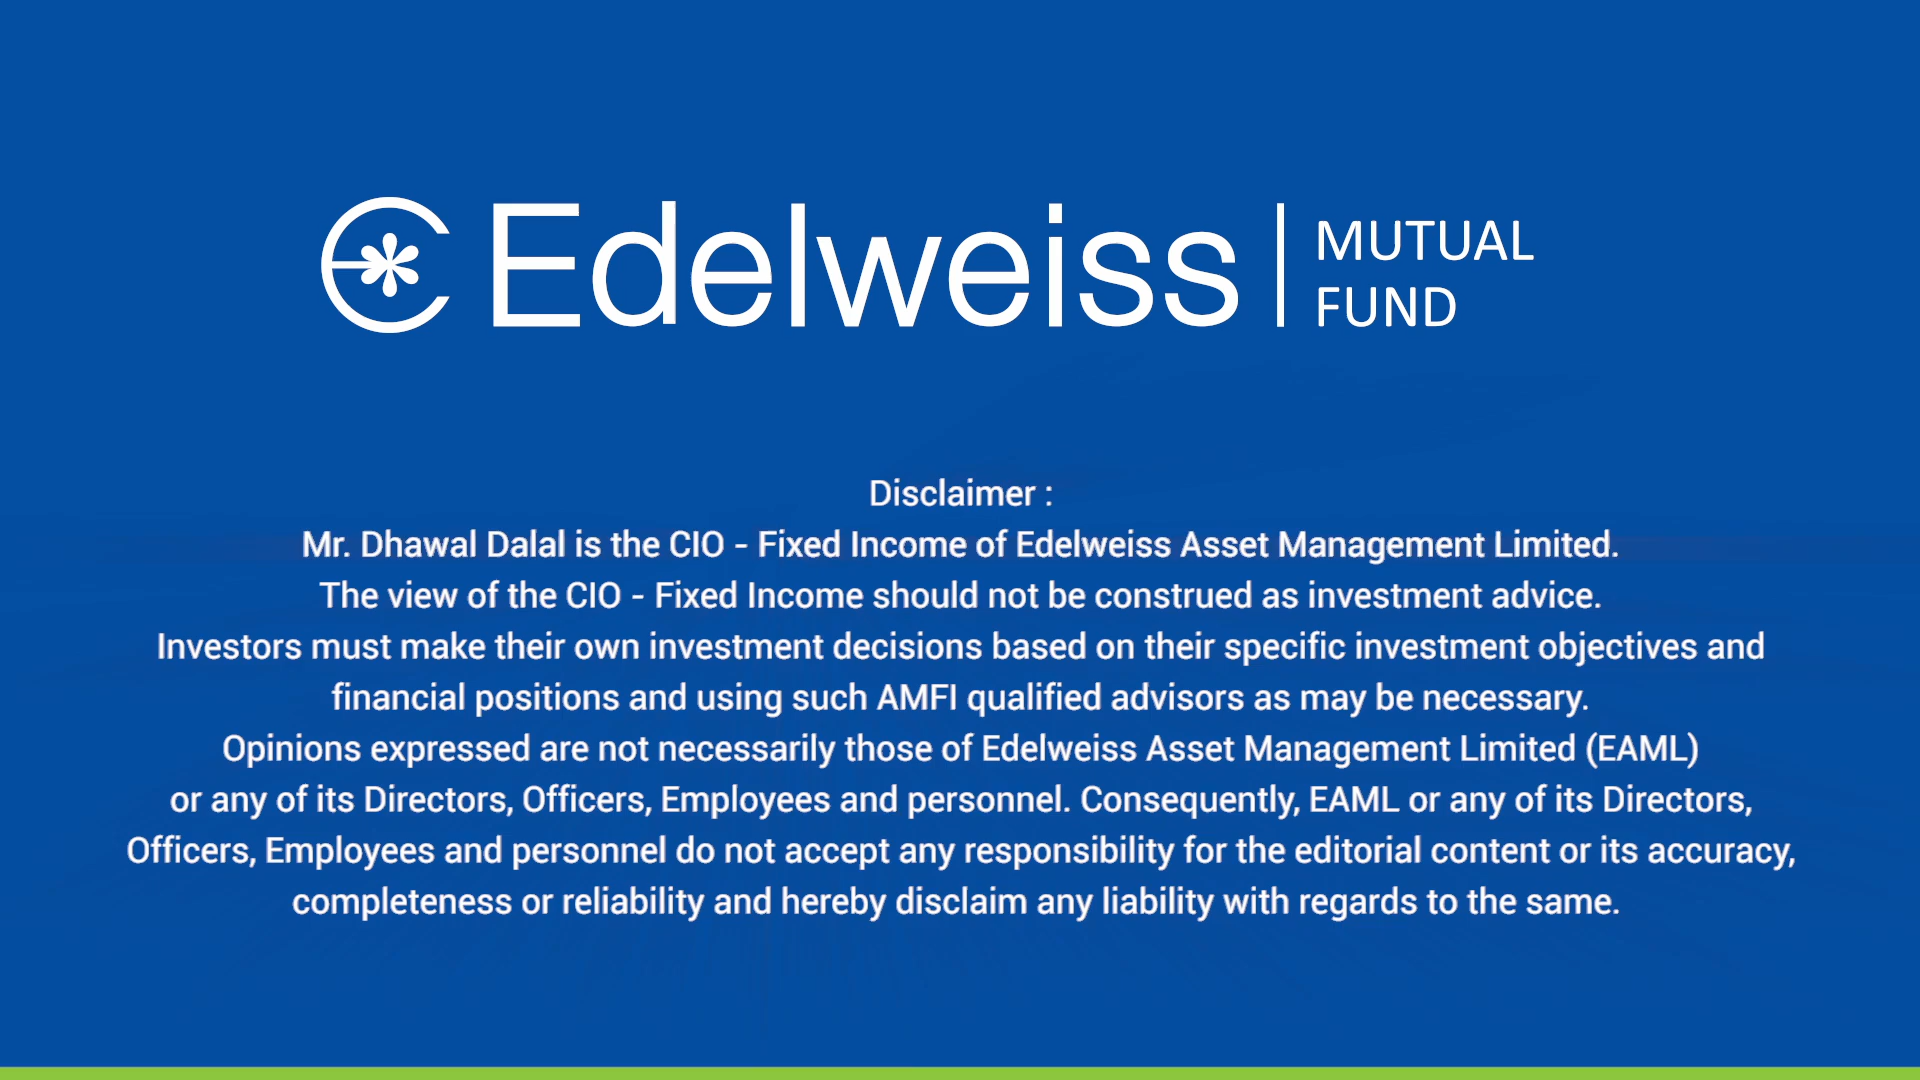 Edelweiss
MUTUAL
FUND
Disclaimer :
Mr. Dhawal Dalal is the CIO - Fixed Income of Edelweiss Asset Management Limited.
The view of the CIO - Fixed Income should not be construed as investment advice.
Investors must make their own investment decisions based on their specific investment objectives and
financial positions and using such AMFI qualified advisors as may be necessary.
Opinions expressed are not necessarily those of Edelweiss Asset Management Limited (EAML)
or any of its Directors, Officers, Employees and personnel. Consequently, EAML or any of its Directors,
Officers, Employees and personnel do not accept any responsibility for the editorial content or its accuracy,
completeness or reliability and hereby disclaim any liability with regards to the same.